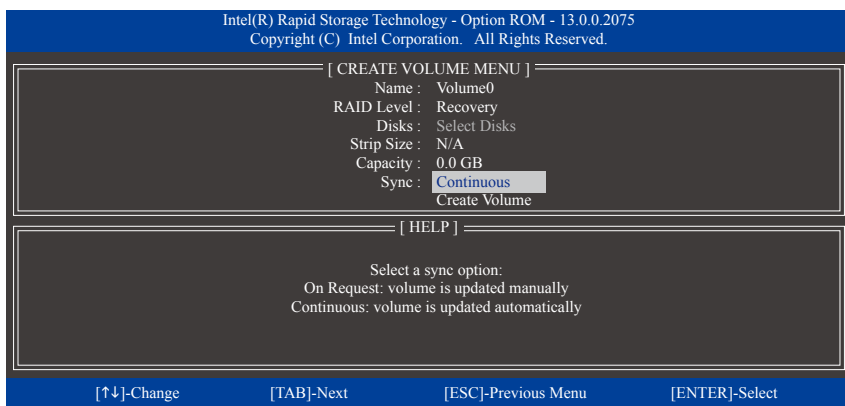 Intel(R) Rapid Storage Technology - Option ROM - 13.0.0.2075
Copyright (C) Intel Corporation. All Rights Reserved.
[ CREATE VOLUME MENU ]
Name : Volume0
RAID Level : Recovery
Disks : Select Disks
Strip Size : N/A
Capacity : 0.0 GB
Sync : Continuous
Create Volume
[ HELP ]
Select a sync option:
On Request: volume is updated manually
Continuous: volume is updated automatically
[↑↓]-Change [TAB]-Next [ESC]-Previous Menu [ENTER]-Select